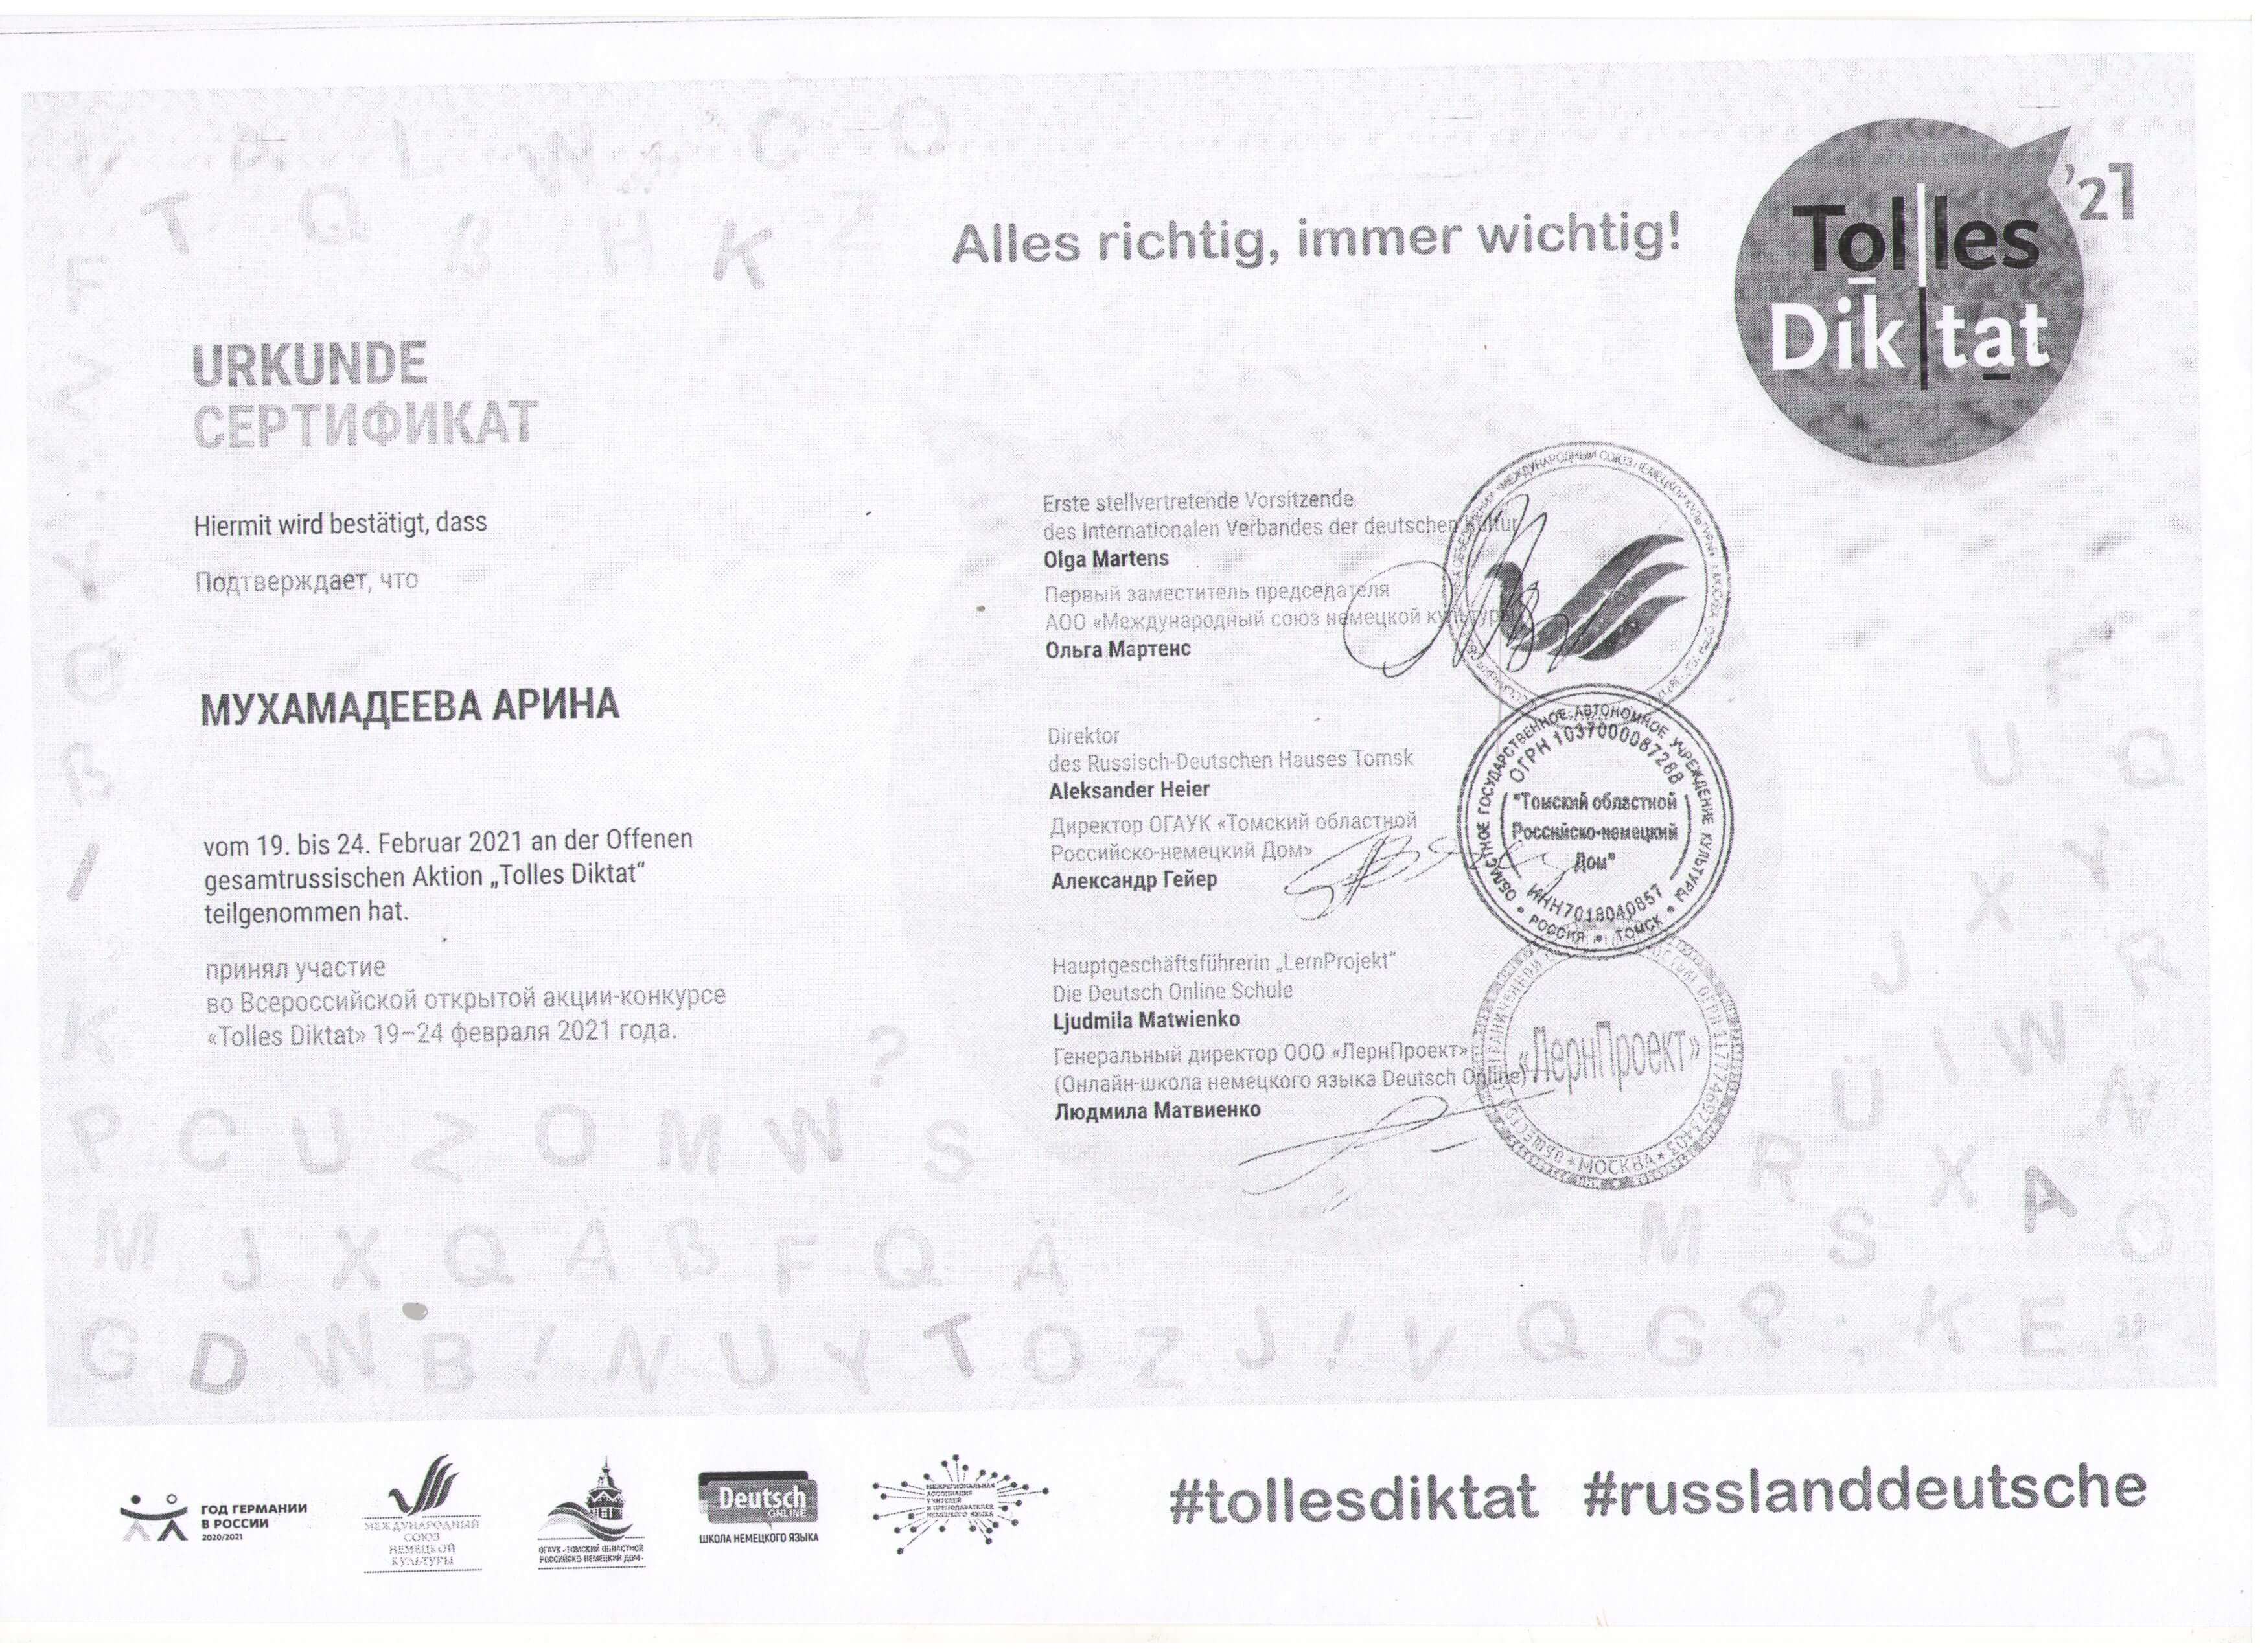 Alles richtig, immer wichtig!
Tolles
Diktat
'21
URKUNDE
СЕРТИФИКАТ
Hiermit wird bestätigt, dass
Подтверждает, что
МУХАМАДЕЕВА АРИНА
vom 19. bis 24. Februar 2021 an der Offenen
gesamtrussischen Aktion „Tolles Diktat“
teilgenommen hat.
принял участие
во Всероссийской открытой акции-конкурсе
«Tolles Diktat» 19–24 февраля 2021 года.
Erste stellvertretende Vorsitzende
des Internationalen Verbandes der deutschen Kultur
Olga Martens
Первый заместитель председателя
АОО «Международный союз немецкой культуры
Ольга Мартенс
Direktor
des Russisch-Deutschen Hauses Tomsk
Aleksander Heier
Директор ОГАУК «Томский областной
Российско-немецкий Дом»
Александр Гейер
Hauptgeschäftsführerin „LernProjekt“
Die Deutsch Online Schule
Ljudmila Matwienko
Генеральный директор ООО «ЛернПроект»
(Онлайн-школа немецкого языка Deutsch Online)
Людмила Матвиенко
МЕЖДУНАРОДНЫЙ СОЮЗ НЕМЕЦКОЙ КУЛЬТУРЫ
ОБЛАСТНОЕ ГОСУДАРСТВЕННОЕ АВТОНОМНОЕ УЧРЕЖДЕНИЕ КУЛЬТУРЫ
ОГРН 1037000087288
"Томский областной
Российско-немецкий
Дом"
ИНН7018040857
РОССИЯ • ТОМСК
«ЛернПроект»
МОСКВА
ГОД ГЕРМАНИИ
В РОССИИ
2020/2021
МЕЖДУНАРОДНЫЙ
СОЮЗ
НЕМЕЦКОЙ
КУЛЬТУРЫ
ОГАУК «ТОМСКИЙ ОБЛАСТНОЙ
РОССИЙСКО-НЕМЕЦКИЙ ДОМ»
Deutsch
ONLINE
ШКОЛА НЕМЕЦКОГО ЯЗЫКА
МЕЖРЕГИОНАЛЬНАЯ
АССОЦИАЦИЯ
УЧИТЕЛЕЙ
И ПРЕПОДАВАТЕЛЕЙ
НЕМЕЦКОГО ЯЗЫКА
#tollesdiktat #russlanddeutsche